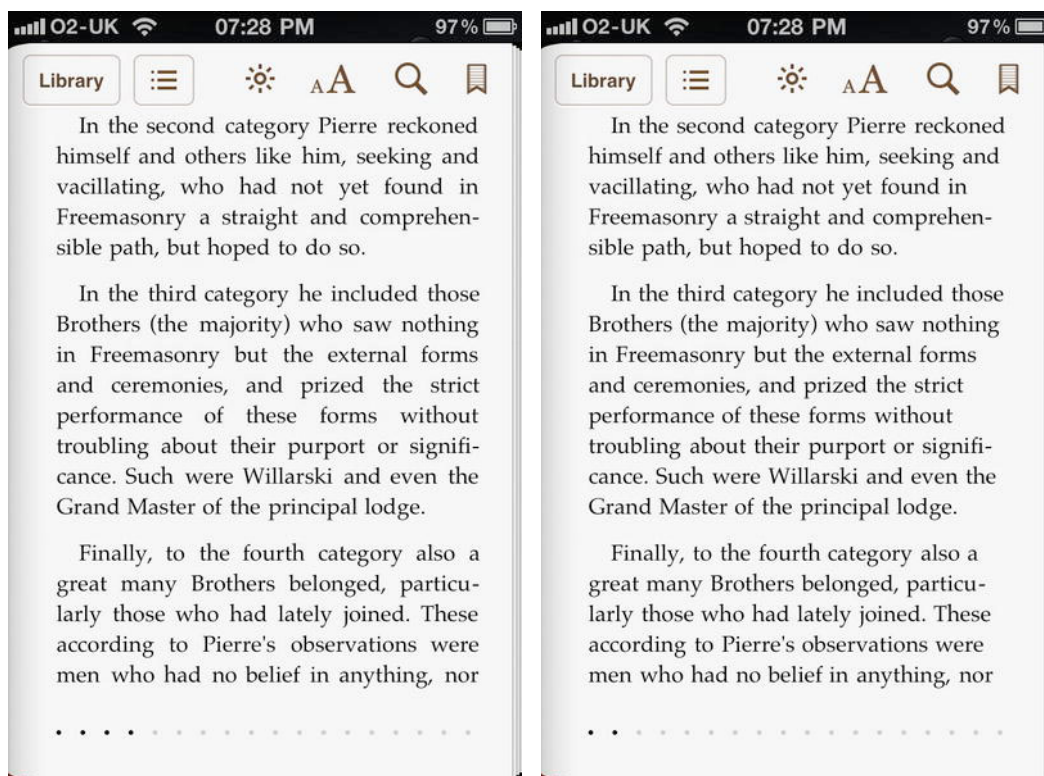 O2-UK 07:28 PM 97%
Library AA
In the second category Pierre reckoned
himself and others like him, seeking and
vacillating, who had not yet found in
Freemasonry a straight and comprehen-
sible path, but hoped to do so.
In the third category he included those
Brothers (the majority) who saw nothing
in Freemasonry but the external forms
and ceremonies, and prized the strict
performance of these forms without
troubling about their purport or signifi-
cance. Such were Willarski and even the
Grand Master of the principal lodge.
Finally, to the fourth category also a
great many Brothers belonged, particu-
larly those who had lately joined. These
according to Pierre's observations were
men who had no belief in anything, nor
O2-UK 07:28 PM 97%
Library AA
In the second category Pierre reckoned
himself and others like him, seeking and
vacillating, who had not yet found in
Freemasonry a straight and comprehen-
sible path, but hoped to do so.
In the third category he included those
Brothers (the majority) who saw nothing
in Freemasonry but the external forms
and ceremonies, and prized the strict
performance of these forms without
troubling about their purport or signifi-
cance. Such were Willarski and even the
Grand Master of the principal lodge.
Finally, to the fourth category also a
great many Brothers belonged, particu-
larly those who had lately joined. These
according to Pierre's observations were
men who had no belief in anything, nor